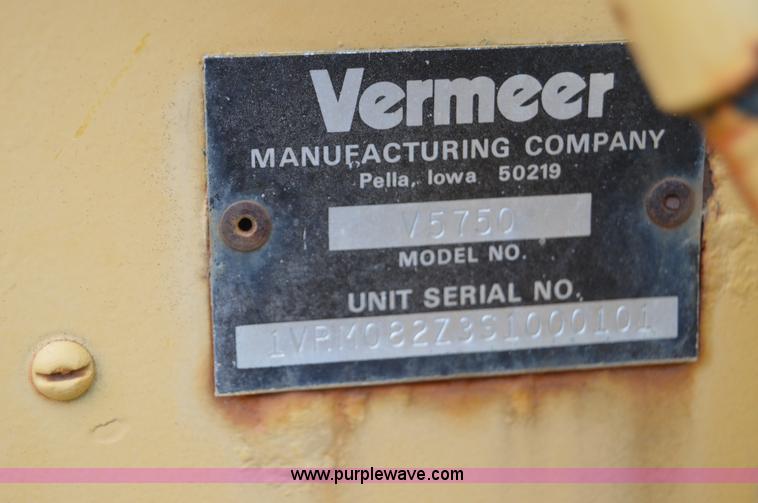 Vermeer
MANUFACTURING COMPANY
Pella, Iowa 50219
V5750
MODEL NO.
UNIT SERIAL NO.
1VRM082Z3S1000101
www.purplewave.com